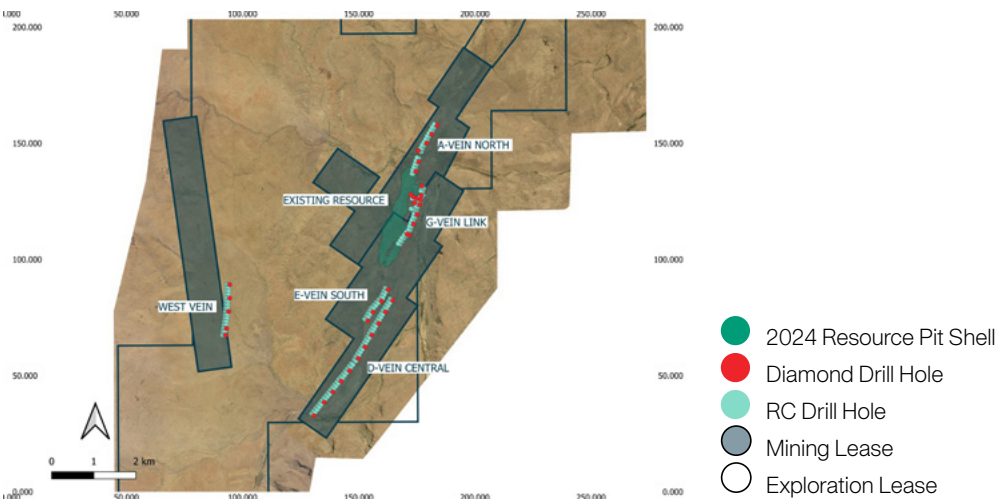 ,000 50.000 100.000 150.000 200.000 250.000
200.000 200.000
150.000 150.000
A-VEIN NORTH
EXISTING RESOURCE
G-VEIN LINK
100.000 100.000
E-VEIN SOUTH
WEST VEIN
2024 Resource Pit Shell
D-VEIN CENTRAL
Diamond Drill Hole
50.000 50.000
RC Drill Hole
Mining Lease
0 1 2 km
Exploration Lease
0.000 50.000 100.000 150.000 200.000 250.000 0.000